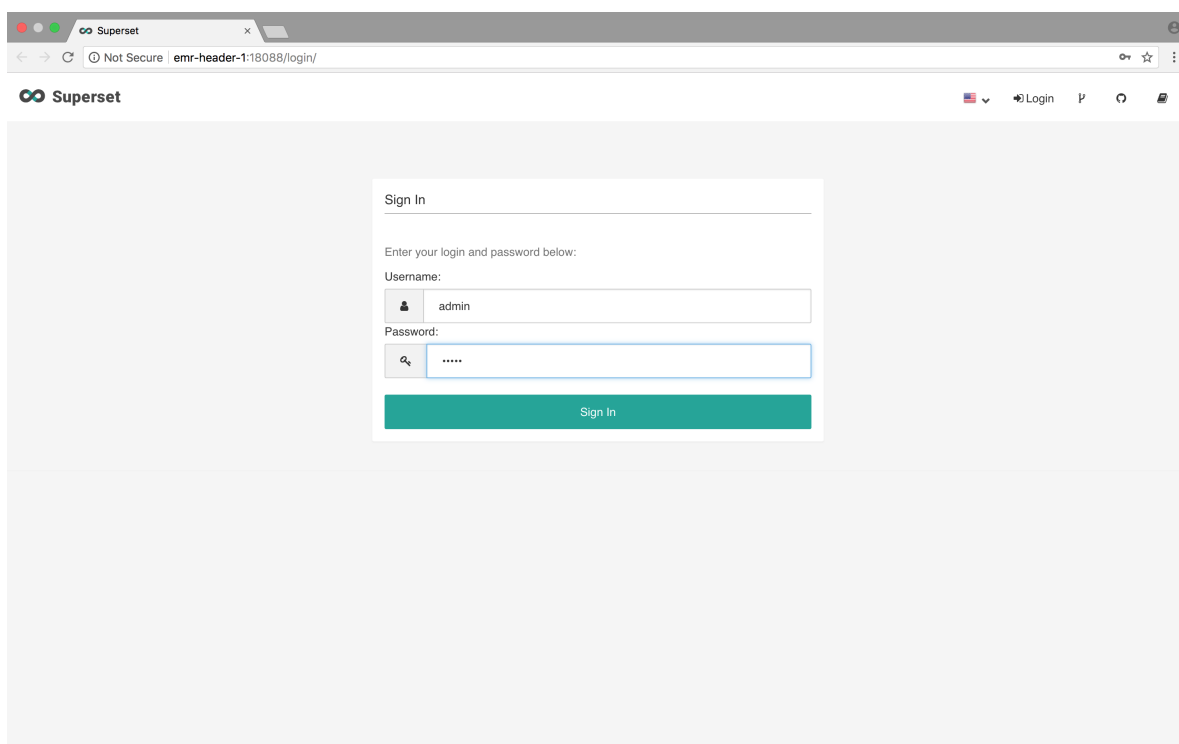 Superset
Not Secure emr-header-1:18088/login/
Superset
Login
Sign In
Enter your login and password below:
Username:
admin
Password:
•••••
Sign In